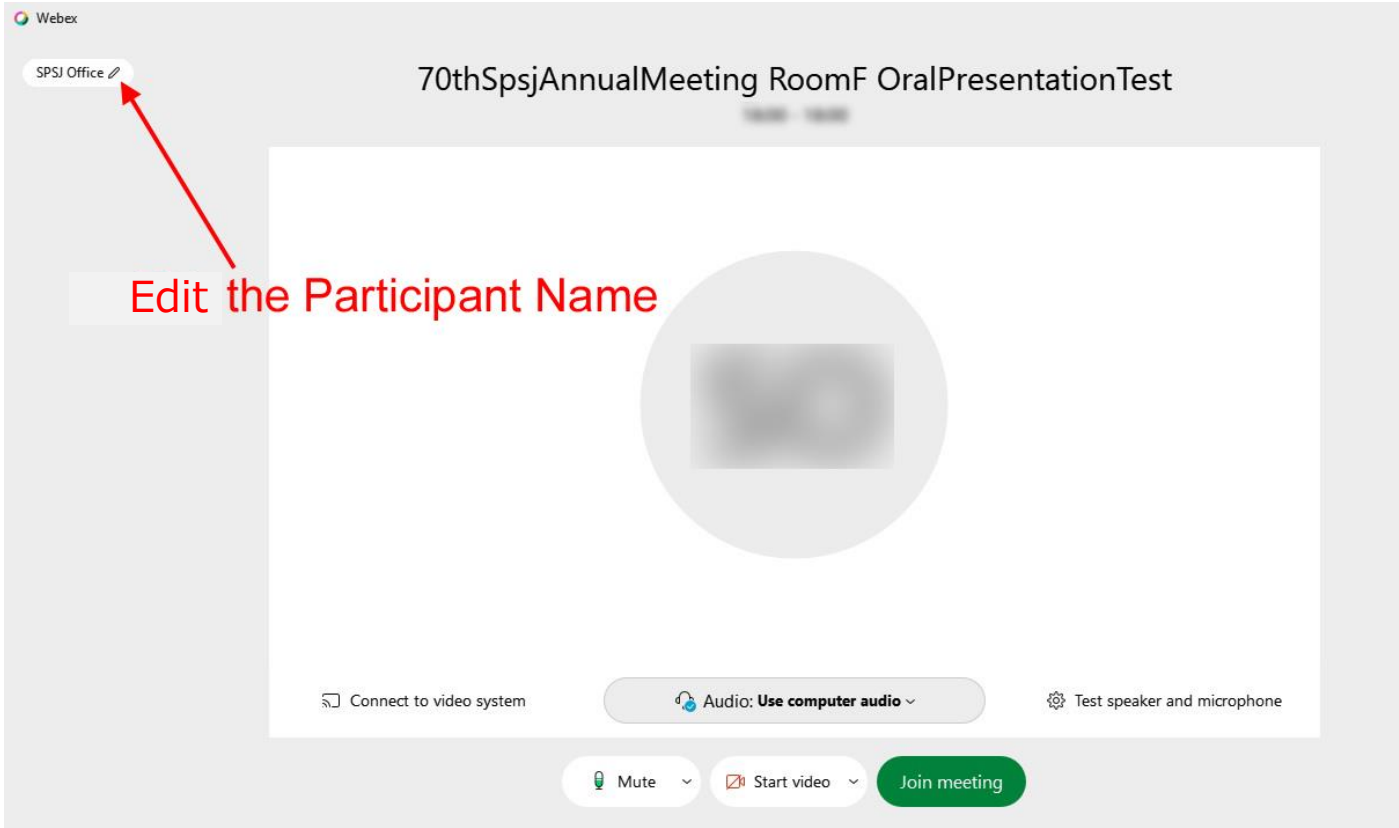 Webex
SPSJ Office
70thSpsjAnnualMeeting RoomF OralPresentationTest
Edit the Participant Name
Connect to video system
Audio: Use computer audio
Test speaker and microphone
Mute
Start video
Join meeting